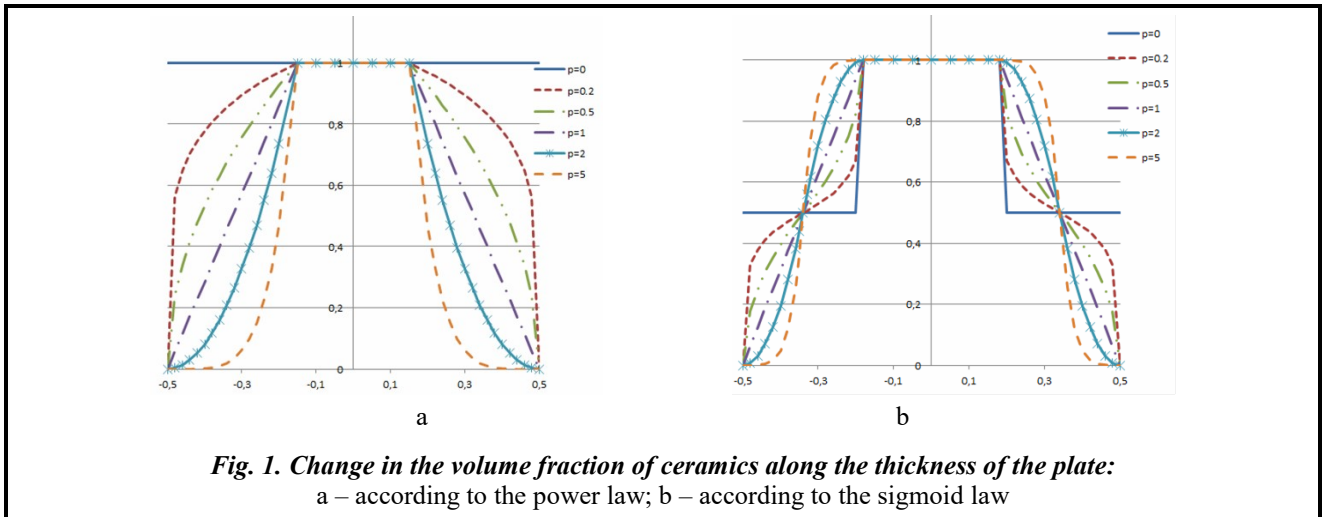 1
0,8
0,6
0,4
0,2
0
-0,5 -0,3 -0,1 0,1 0,3 0,5
p=0
p=0.2
p=0.5
p=1
p=2
p=5
a
1
0,8
0,6
0,4
0,2
0
-0,5 -0,3 -0,1 0,1 0,3 0,5
p=0
p=0.2
p=0.5
p=1
p=2
p=5
b
Fig. 1. Change in the volume fraction of ceramics along the thickness of the plate:
a – according to the power law; b – according to the sigmoid law